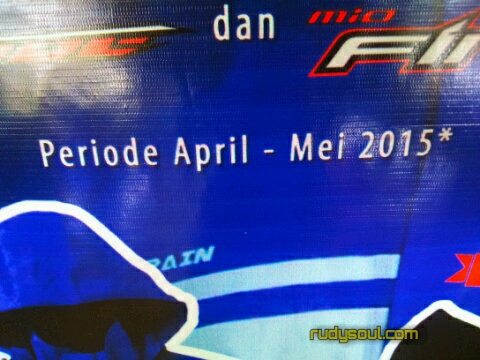 dan
mio
Periode April - Mei 2015*
RAIN
rudysoul.com